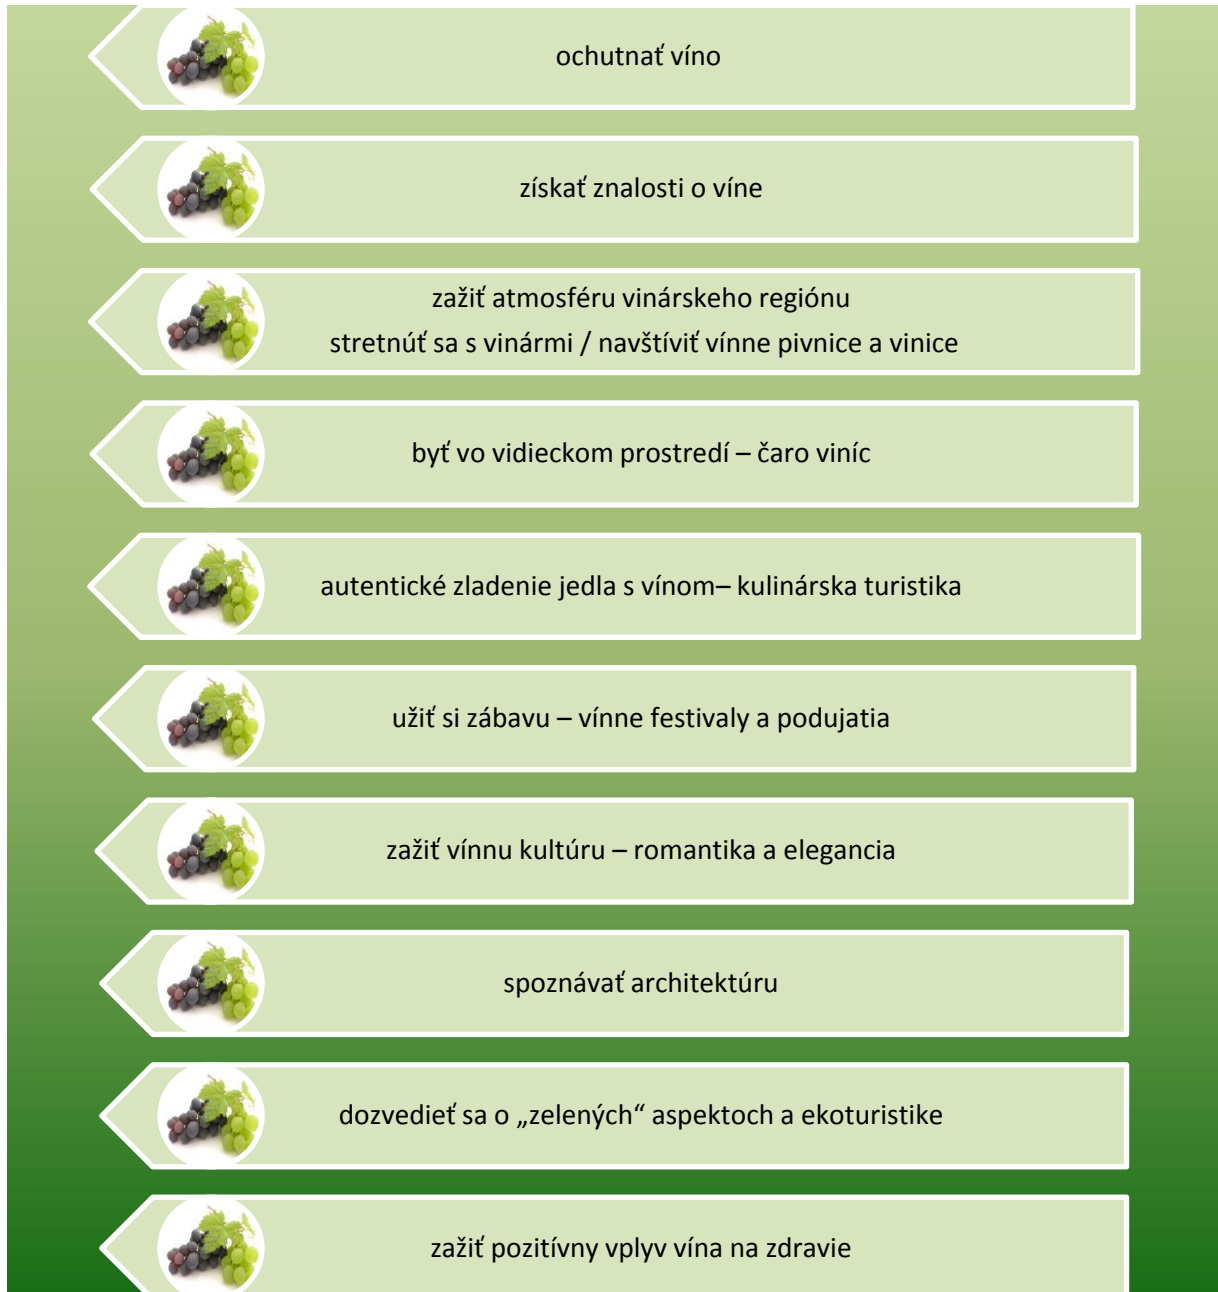 ochutnať víno
získať znalosti o víne
zažiť atmosféru vinárskeho regiónu
stretnúť sa s vinármi / navštíviť vínne pivnice a vinice
byť vo vidieckom prostredí – čaro viníc
autentické zladenie jedla s vínom– kulinárska turistika
užiť si zábavu – vínne festivaly a podujatia
zažiť vínnu kultúru – romantika a elegancia
spoznávať architektúru
dozvedieť sa o „zelených“ aspektoch a ekoturistike
zažiť pozitívny vplyv vína na zdravie